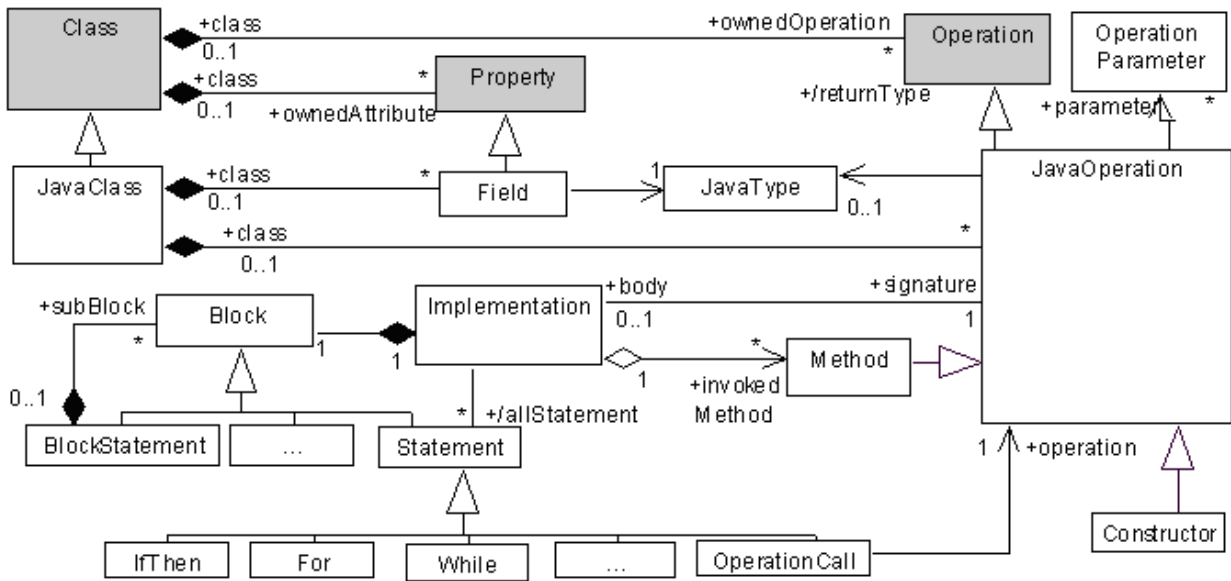 Class
+class
0..1
+ownedOperation
*
Operation
Operation
Parameter
*
+class
0..1
*
+ownedAttribute
Property
+/returnType
+parameter
JavaClass
+class
0..1
*
Field
1
JavaType
0..1
JavaOperation
+class
0..1
*
+subBlock
*
Block
1
1
Implementation
+body
0..1
+signature
1
1
*
+invoked
Method
Method
0..1
BlockStatement
...
*
+/allStatement
Statement
1
+operation
IfThen
For
While
...
OperationCall
Constructor